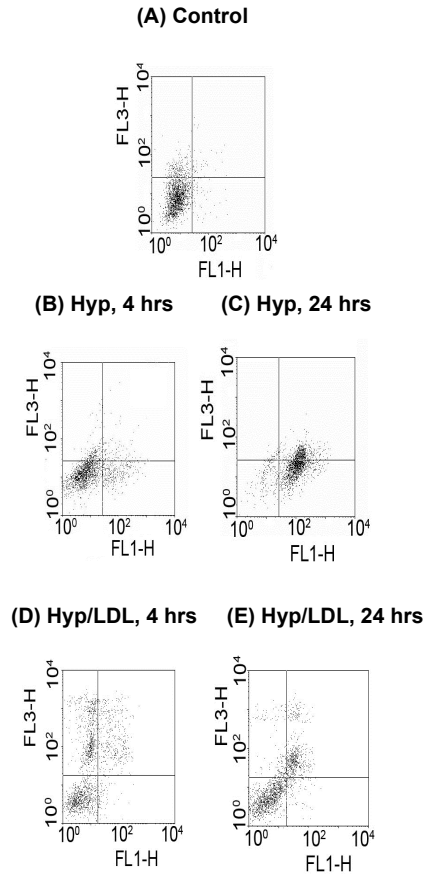 (A) Control
FL3-H
10⁴
10²
10⁰
10⁰ 10² 10⁴
FL1-H
(B) Hyp, 4 hrs
(C) Hyp, 24 hrs
FL3-H
10⁴
10²
10⁰
10⁰ 10² 10⁴
FL1-H
FL3-H
10⁴
10²
10⁰
10⁰ 10² 10⁴
FL1-H
(D) Hyp/LDL, 4 hrs
(E) Hyp/LDL, 24 hrs
FL3-H
10⁴
10²
10⁰
10⁰ 10² 10⁴
FL1-H
FL3-H
10⁴
10²
10⁰
10⁰ 10² 10⁴
FL1-H